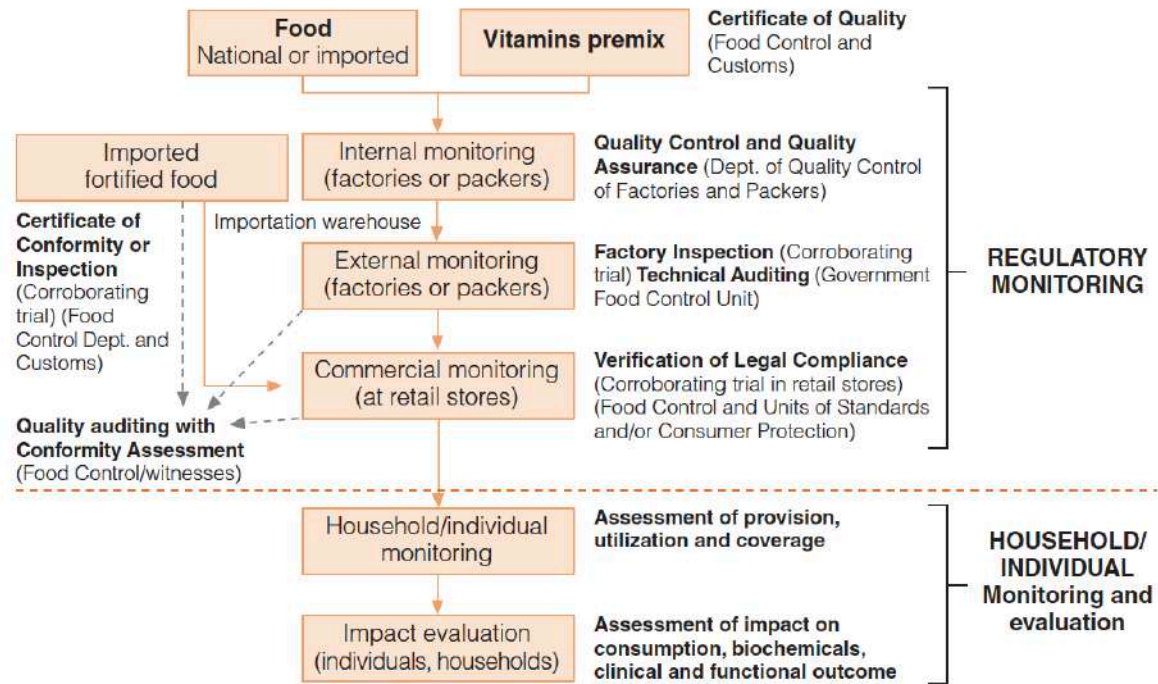 Food
National or imported
Vitamins premix
Certificate of Quality
(Food Control and
Customs)
Imported
fortified food
Internal monitoring
(factories or packers)
Quality Control and Quality
Assurance (Dept. of Quality Control
of Factories and Packers)
Certificate of
Conformity or
Inspection
(Corroborating
trial) (Food
Control Dept. and
Customs)
Importation warehouse
External monitoring
(factories or packers)
Factory Inspection (Corroborating
trial) Technical Auditing (Government
Food Control Unit)
REGULATORY
MONITORING
Commercial monitoring
(at retail stores)
Verification of Legal Compliance
(Corroborating trial in retail stores)
(Food Control and Units of Standards
and/or Consumer Protection)
Quality auditing with
Conformity Assessment
(Food Control/witnesses)
Household/individual
monitoring
Assessment of provision,
utilization and coverage
HOUSEHOLD/
INDIVIDUAL
Monitoring and
evaluation
Impact evaluation
(individuals, households)
Assessment of impact on
consumption, biochemicals,
clinical and functional outcome